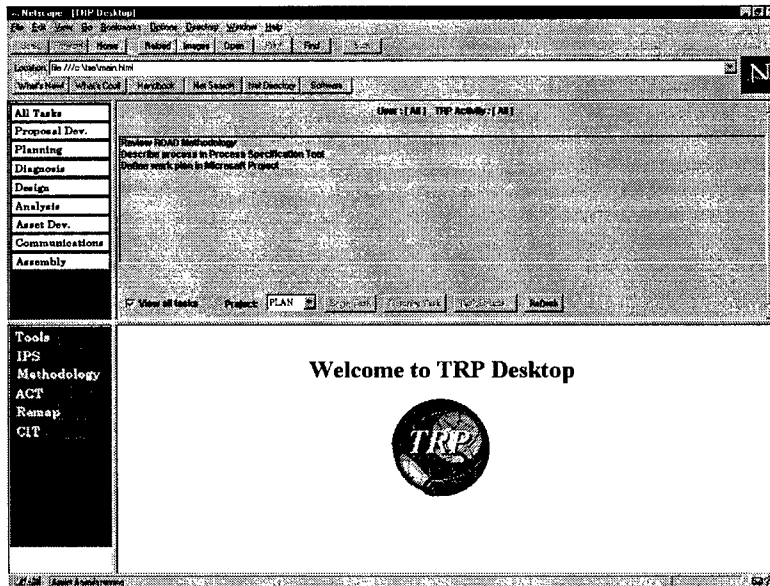 Netscape - [TRP Desktop]
File Edit View Go Bookmarks Options Directory Window Help
Home Reload Images Open Find
Location: file:///c:\tae\main.html
What's New! What's Cool! Handbook Net Search Net Directory Software
N
User : [ All ] TRP Activity : [ All ]
All Tasks
Proposal Dev.
Planning
Diagnosis
Design
Analysis
Asset Dev.
Communications
Assembly
Review ROAD Methodology
Describe process in Process Specification Tool
Define work plan in Microsoft Project
View all tasks Project: PLAN Refresh
Tools
IPS
Methodology
ACT
Remap
CIT
Welcome to TRP Desktop
TRP